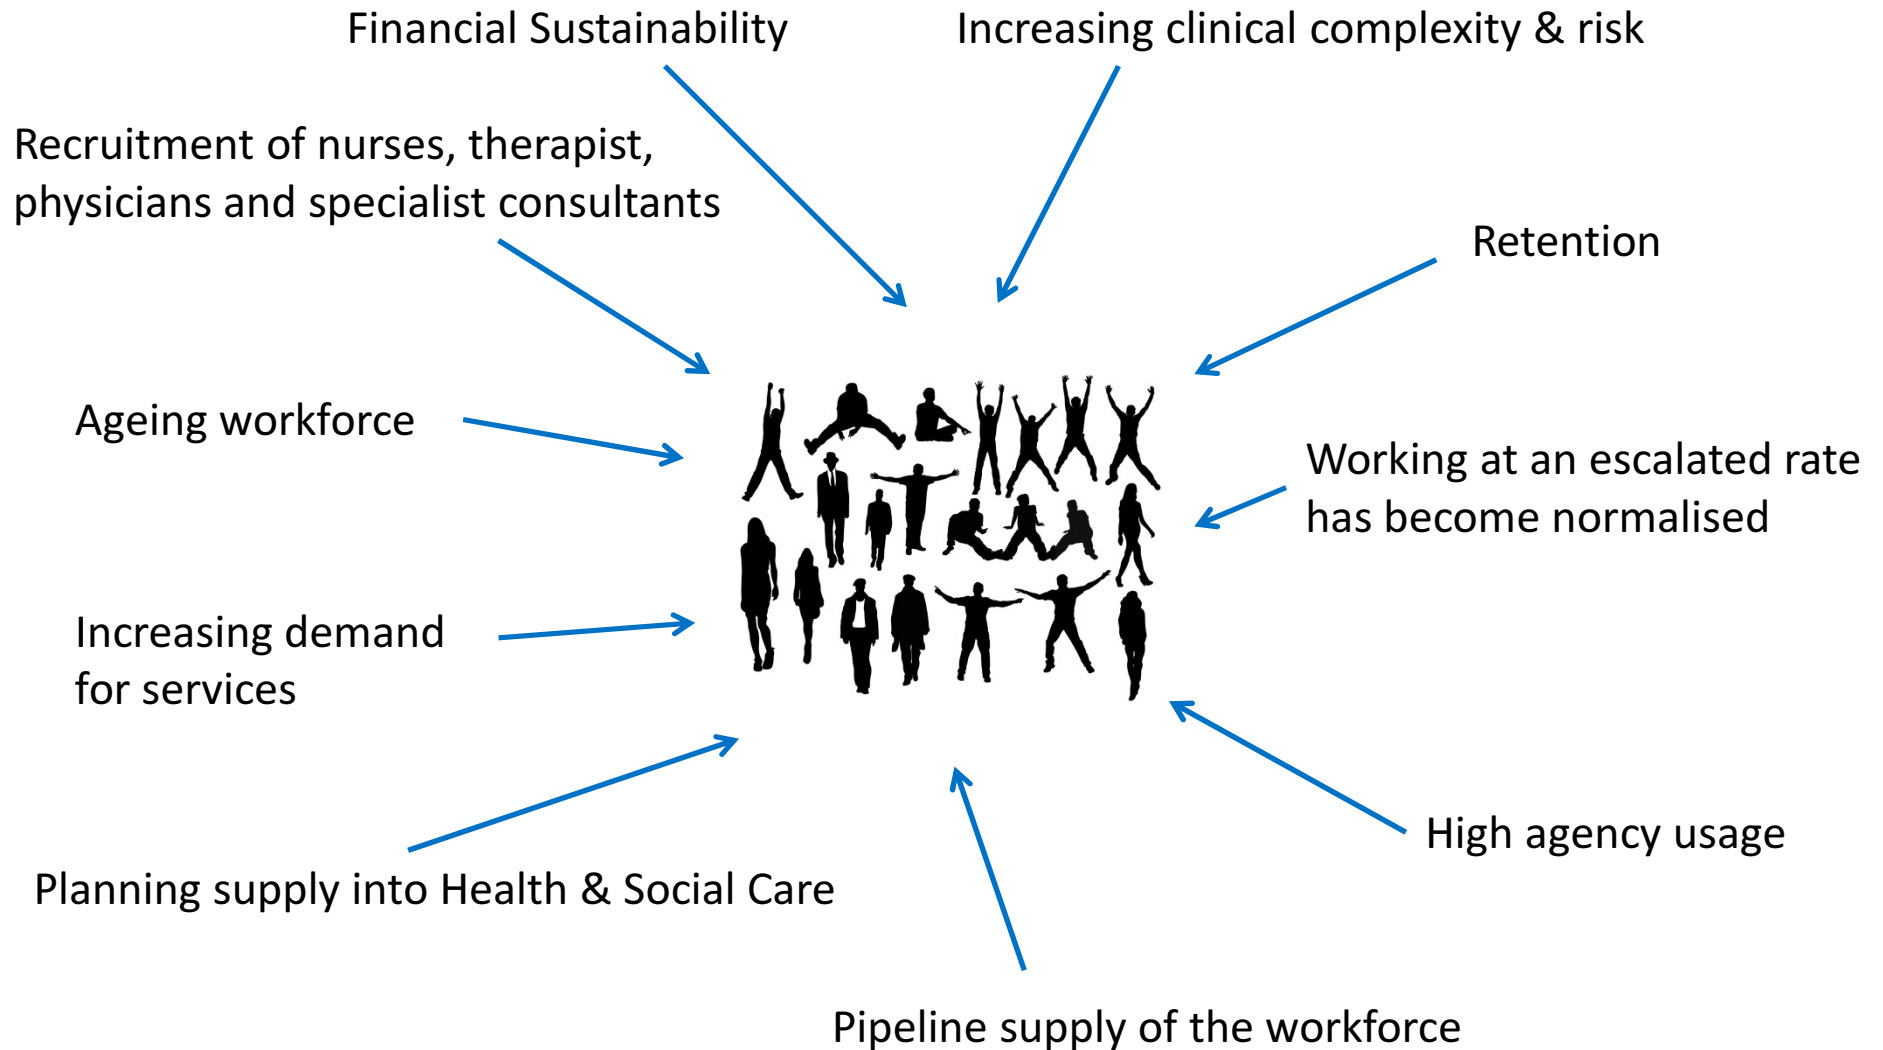 Financial Sustainability
Increasing clinical complexity & risk
Recruitment of nurses, therapist,
physicians and specialist consultants
Retention
Ageing workforce
Working at an escalated rate
has become normalised
Increasing demand
for services
High agency usage
Planning supply into Health & Social Care
Pipeline supply of the workforce